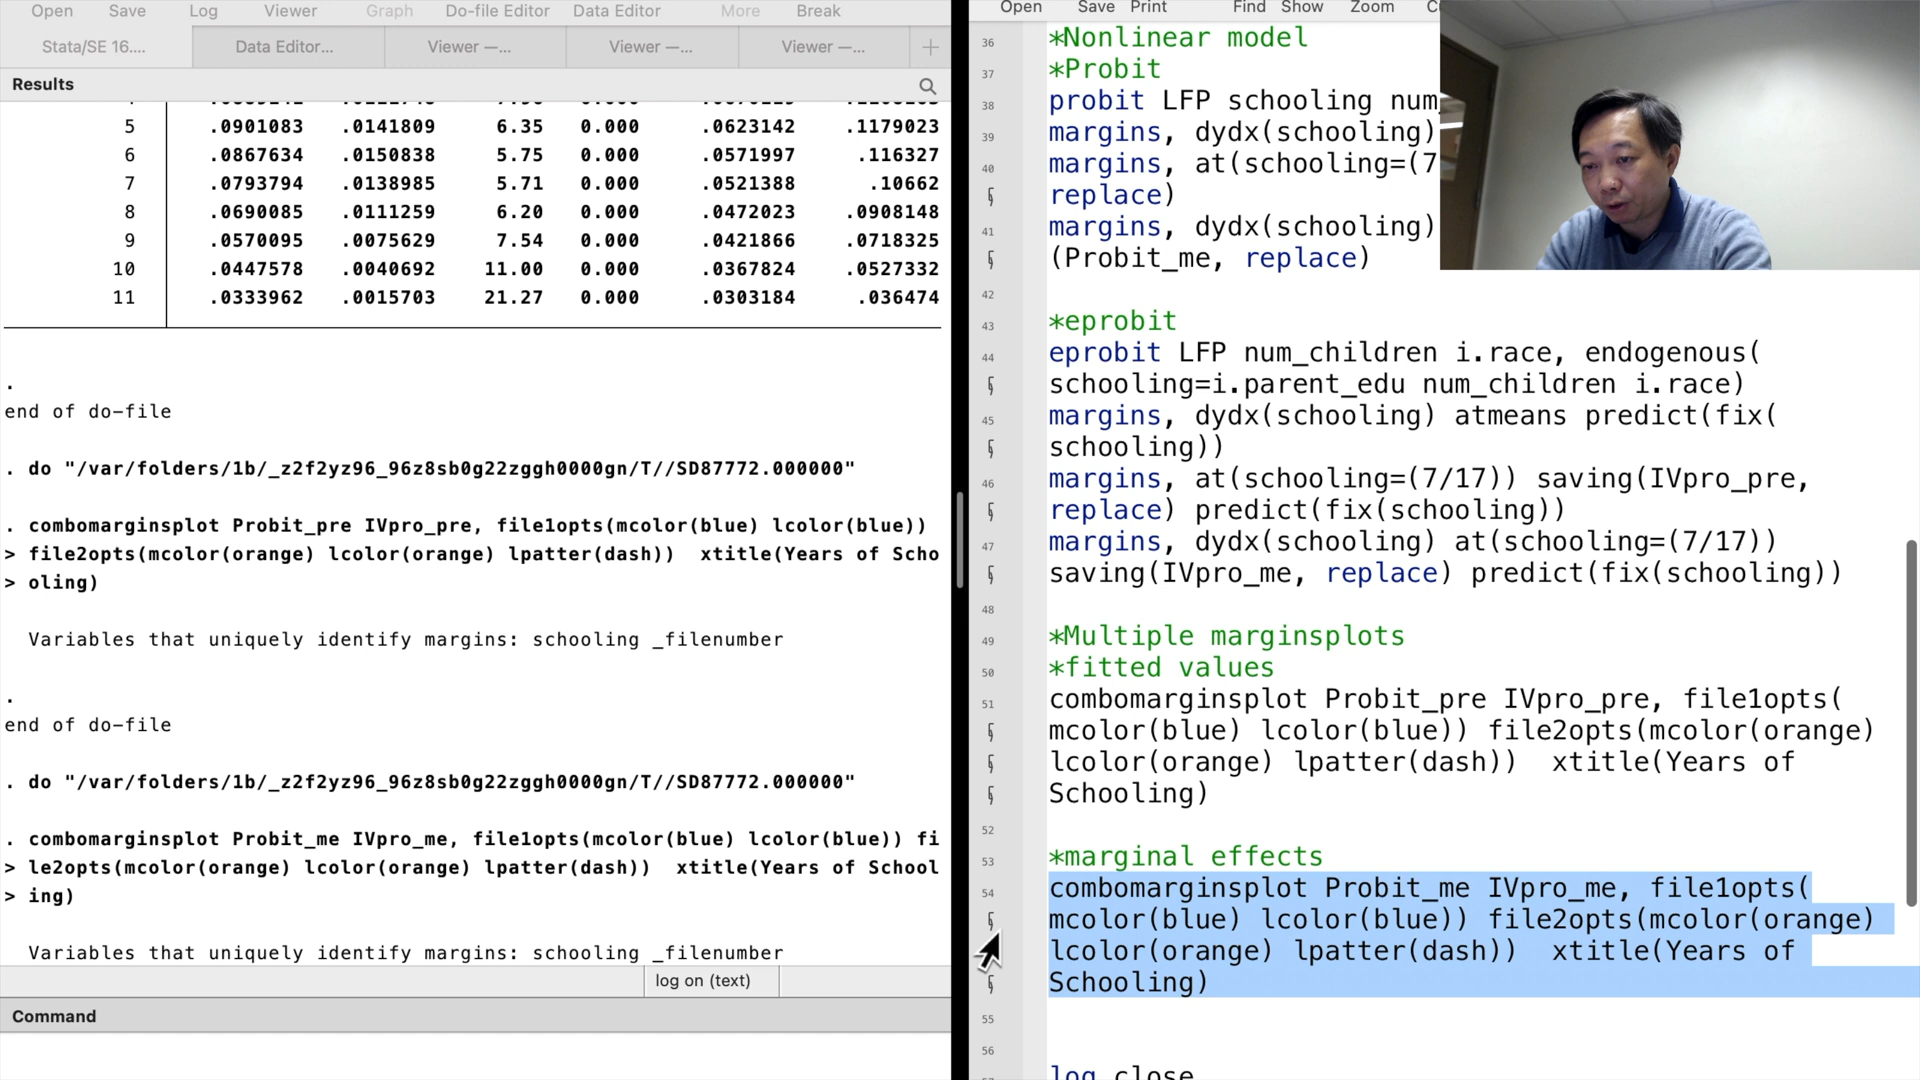 Open Save Log Viewer Graph Do-file Editor Data Editor More Break
Stata/SE 16.... Data Editor... Viewer —... Viewer —... Viewer —...
Results
5 .0901083 .0141809 6.35 0.000 .0623142 .1179023
6 .0867634 .0150838 5.75 0.000 .0571997 .116327
7 .0793794 .0138985 5.71 0.000 .0521388 .10662
8 .0690085 .0111259 6.20 0.000 .0472023 .0908148
9 .0570095 .0075629 7.54 0.000 .0421866 .0718325
10 .0447578 .0040692 11.00 0.000 .0367824 .0527332
11 .0333962 .0015703 21.27 0.000 .0303184 .036474
.
end of do-file
. do "/var/folders/1b/_z2f2yz96_96z8sb0g22zggh0000gn/T//SD87772.000000"
. combomarginsplot Probit_pre IVpro_pre, file1opts(mcolor(blue) lcolor(blue))
> file2opts(mcolor(orange) lcolor(orange) lpatter(dash))  xtitle(Years of Scho
> oling)
Variables that uniquely identify margins: schooling _filenumber
.
end of do-file
. do "/var/folders/1b/_z2f2yz96_96z8sb0g22zggh0000gn/T//SD87772.000000"
. combomarginsplot Probit_me IVpro_me, file1opts(mcolor(blue) lcolor(blue)) fi
> le2opts(mcolor(orange) lcolor(orange) lpatter(dash))  xtitle(Years of School
> ing)
Variables that uniquely identify margins: schooling _filenumber
log on (text)
Command
Open Save Print Find Show Zoom
36 *Nonlinear model
37 *Probit
38 probit LFP schooling num_
39 margins, dydx(schooling)
40 margins, at(schooling=(7
replace)
41 margins, dydx(schooling)
(Probit_me, replace)
42
43 *eprobit
44 eprobit LFP num_children i.race, endogenous(
schooling=i.parent_edu num_children i.race)
45 margins, dydx(schooling) atmeans predict(fix(
schooling))
46 margins, at(schooling=(7/17)) saving(IVpro_pre,
replace) predict(fix(schooling))
47 margins, dydx(schooling) at(schooling=(7/17))
saving(IVpro_me, replace) predict(fix(schooling))
48
49 *Multiple marginsplots
50 *fitted values
51 combomarginsplot Probit_pre IVpro_pre, file1opts(
mcolor(blue) lcolor(blue)) file2opts(mcolor(orange)
lcolor(orange) lpatter(dash))  xtitle(Years of
Schooling)
52
53 *marginal effects
54 combomarginsplot Probit_me IVpro_me, file1opts(
mcolor(blue) lcolor(blue)) file2opts(mcolor(orange)
lcolor(orange) lpatter(dash))  xtitle(Years of
Schooling)
55
56
log close